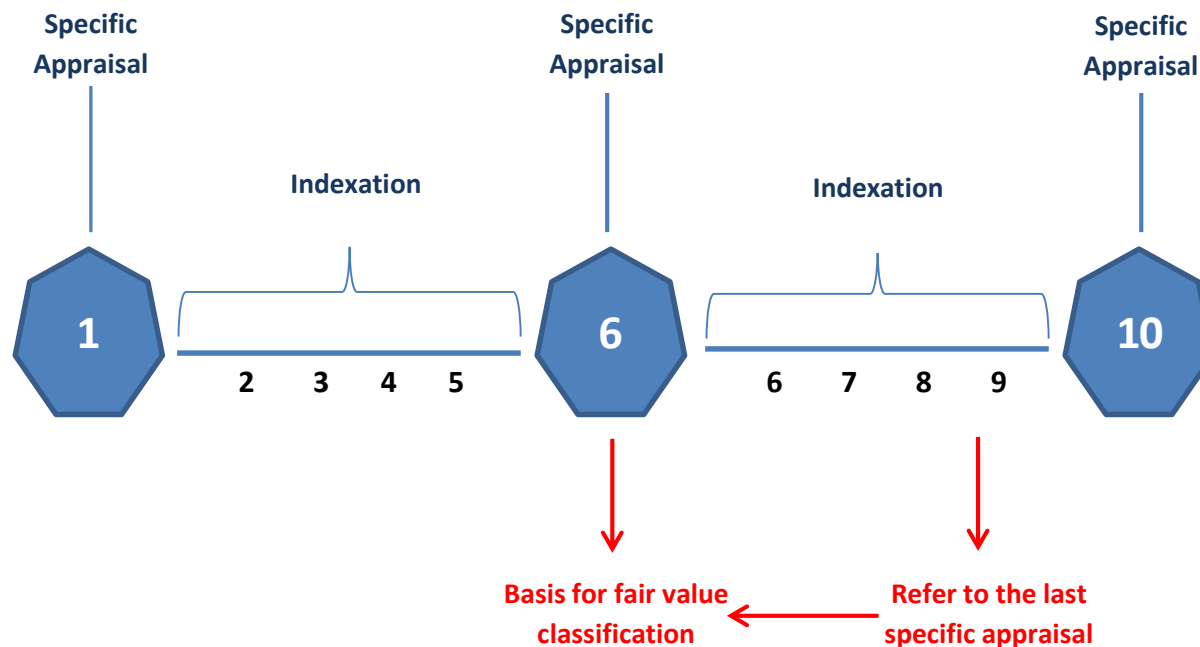 Specific
Appraisal
Specific
Appraisal
Specific
Appraisal
Indexation
Indexation
1
6
10
2 3 4 5
6 7 8 9
Basis for fair value
classification
Refer to the last
specific appraisal